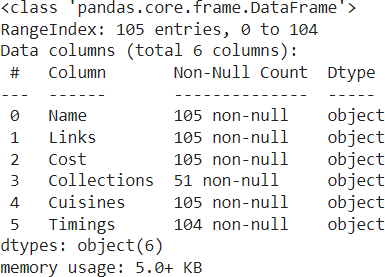 <class 'pandas.core.frame.DataFrame'>
RangeIndex: 105 entries, 0 to 104
Data columns (total 6 columns):
 #   Column       Non-Null Count  Dtype
---  ------       --------------  -----
 0   Name         105 non-null    object
 1   Links        105 non-null    object
 2   Cost         105 non-null    object
 3   Collections  51 non-null     object
 4   Cuisines     105 non-null    object
 5   Timings      104 non-null    object
dtypes: object(6)
memory usage: 5.0+ KB